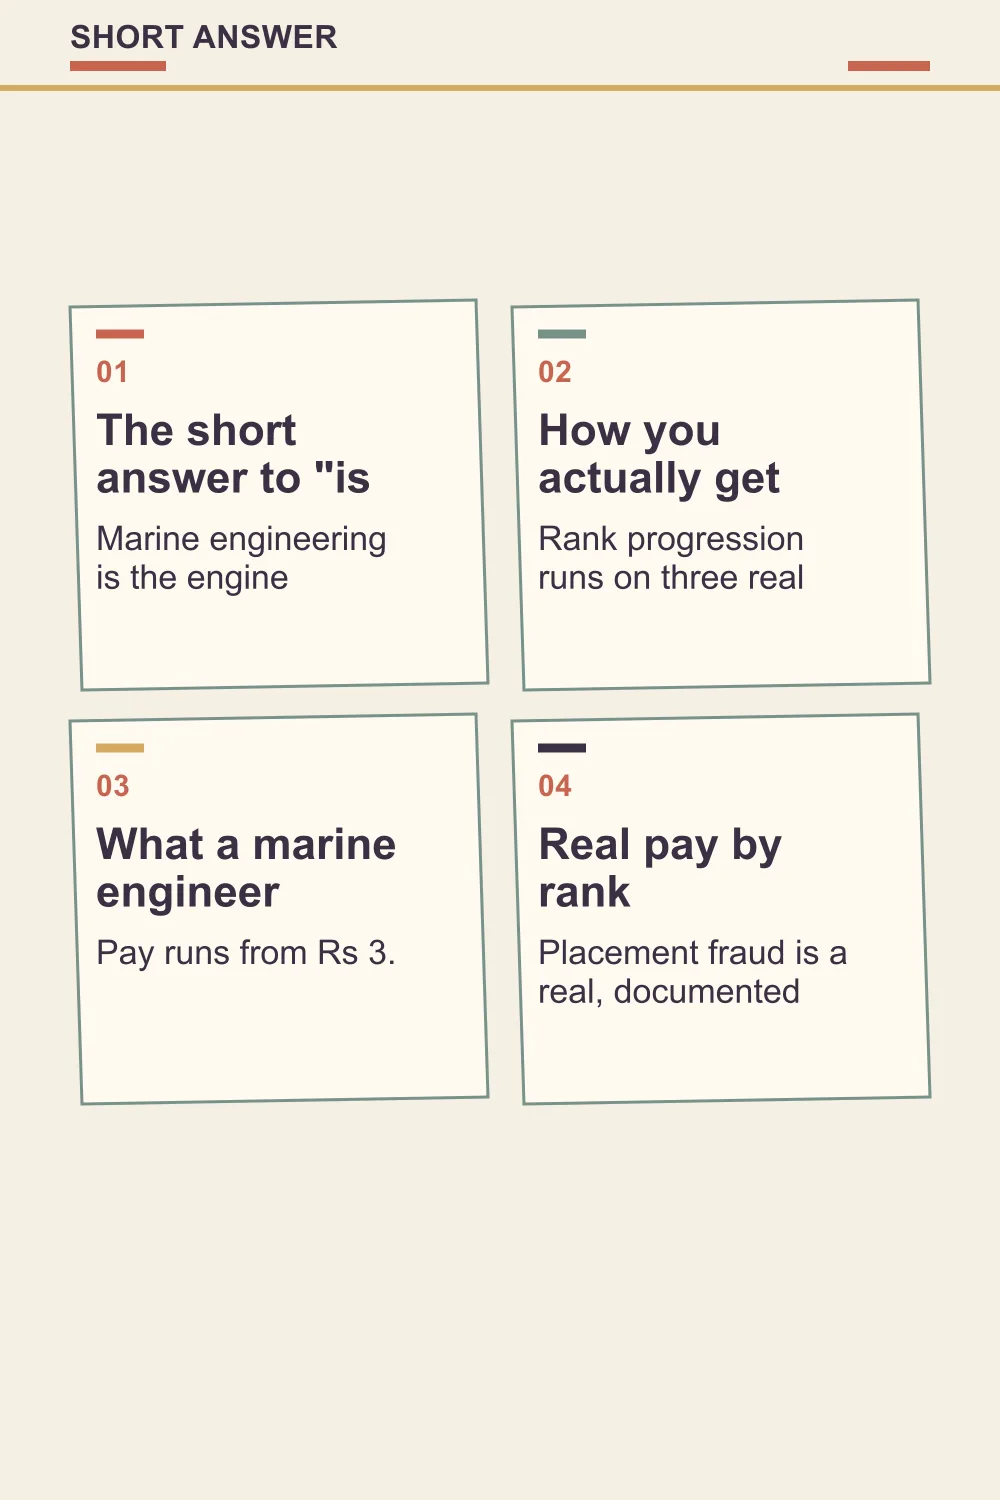 SHORT ANSWER
01
The short
answer to "is
Marine engineering
is the engine
02
How you
actually get
Rank progression
runs on three real
03
What a marine
engineer
Pay runs from Rs 3.
04
Real pay by
rank
Placement fraud is a
real, documented